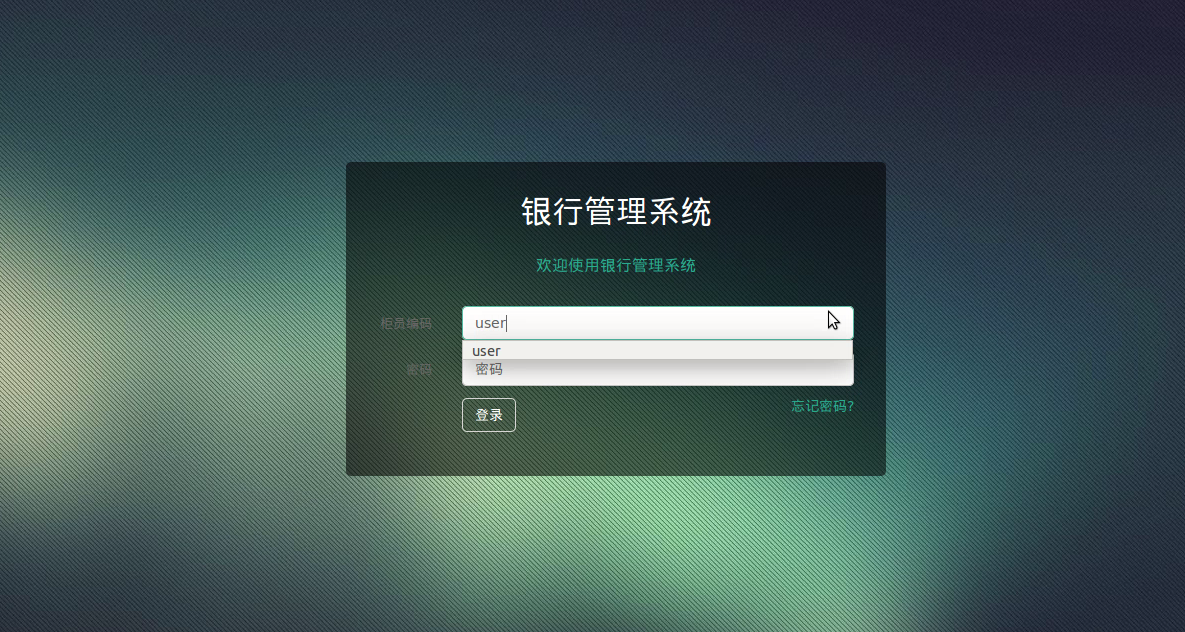 银行管理系统
欢迎使用银行管理系统
柜员编码 user
user
密码 密码
登录 忘记密码?